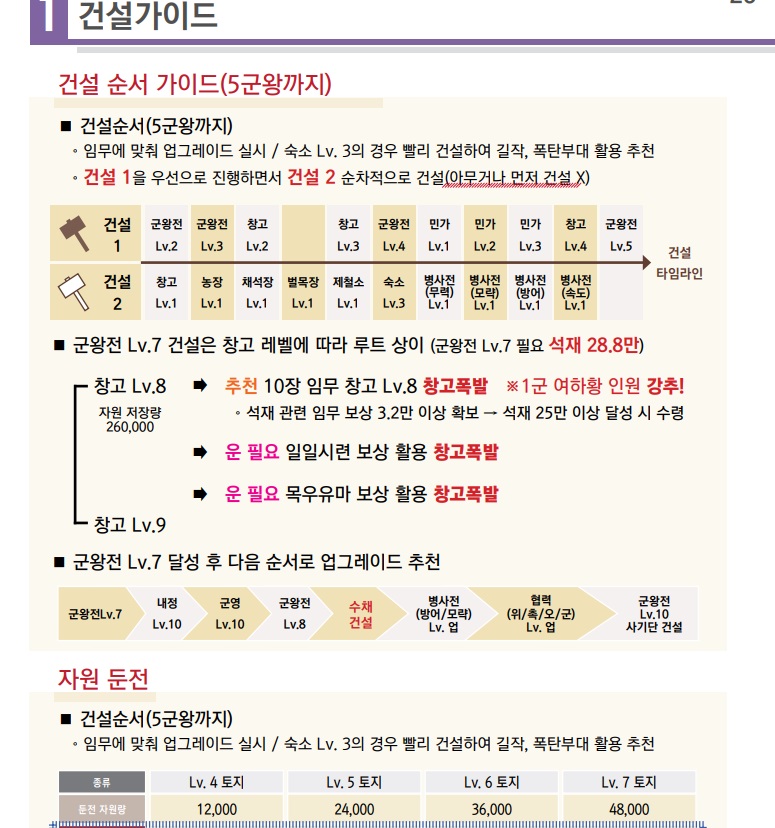 1 건설가이드
건설 순서 가이드(5군왕까지)
■ 건설순서(5군왕까지)
◦ 임무에 맞춰 업그레이드 실시 / 숙소 Lv. 3의 경우 빨리 건설하여 길작, 폭탄부대 활용 추천
◦ 건설 1을 우선으로 진행하면서 건설 2 순차적으로 건설(아무거나 먼저 건설 X)
건설 1 군왕전 Lv.2 군왕전 Lv.3 창고 Lv.2 창고 Lv.3 군왕전 Lv.4 민가 Lv.1 민가 Lv.2 민가 Lv.3 창고 Lv.4 군왕전 Lv.5
건설 타임라인
건설 2 창고 Lv.1 농장 Lv.1 채석장 Lv.1 벌목장 Lv.1 제철소 Lv.1 숙소 Lv.3 병사전 (무력) Lv.1 병사전 (모략) Lv.1 병사전 (방어) Lv.1 병사전 (속도) Lv.1
■ 군왕전 Lv.7 건설은 창고 레벨에 따라 루트 상이 (군왕전 Lv.7 필요 석재 28.8만)
창고 Lv.8 ➡ 추천 10장 임무 창고 Lv.8 창고폭발 ※1군 여하황 인원 강추!
자원 저장량
260,000
◦ 석재 관련 임무 보상 3.2만 이상 확보 → 석재 25만 이상 달성 시 수령
➡ 운 필요 일일시련 보상 활용 창고폭발
➡ 운 필요 목우유마 보상 활용 창고폭발
창고 Lv.9
■ 군왕전 Lv.7 달성 후 다음 순서로 업그레이드 추천
군왕전Lv.7 내정 Lv.10 군영 Lv.10 군왕전 Lv.8 수채 건설 병사전 (방어/모략) Lv. 업 협력 (위/촉/오/군) Lv. 업 군왕전 Lv.10 사기단 건설
자원 둔전
■ 건설순서(5군왕까지)
◦ 임무에 맞춰 업그레이드 실시 / 숙소 Lv. 3의 경우 빨리 건설하여 길작, 폭탄부대 활용 추천
종류 Lv. 4 토지 Lv. 5 토지 Lv. 6 토지 Lv. 7 토지
둔전 자원량 12,000 24,000 36,000 48,000